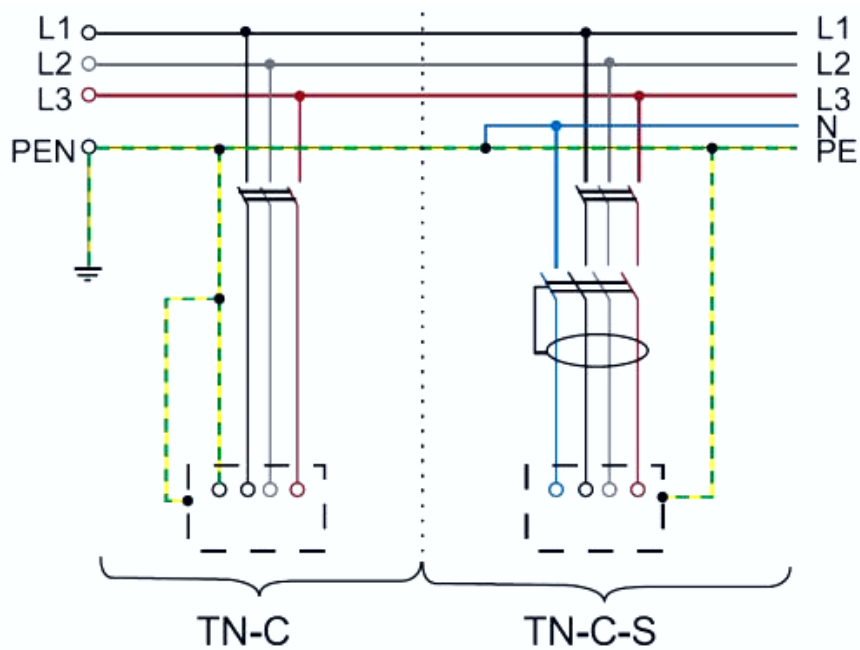 L1 L1
L2 L2
L3 L3
N
PEN PE
TN-C TN-C-S